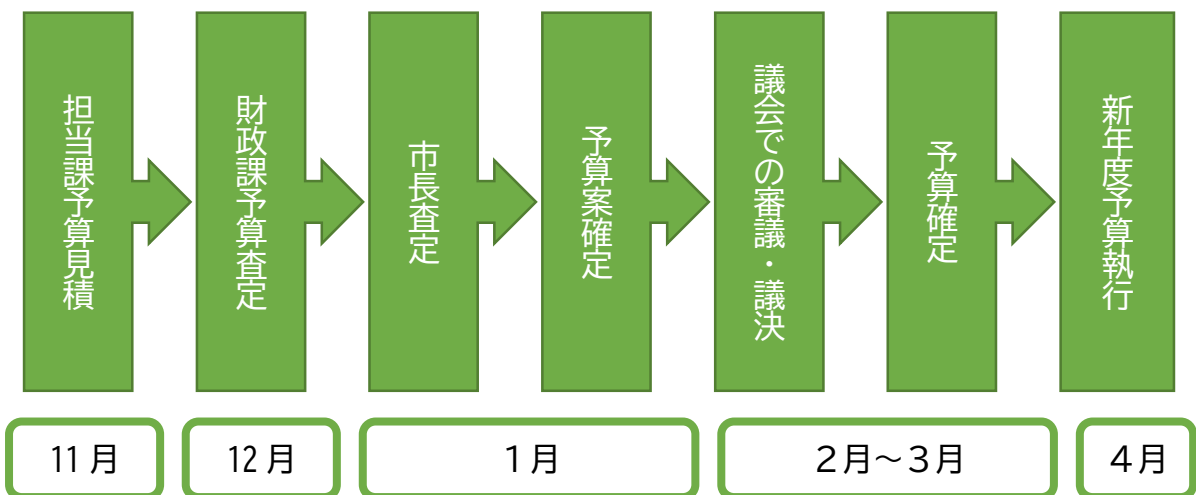 担当課予算見積
財政課予算査定
市長査定
予算案確定
議会での審議・議決
予算確定
新年度予算執行
11月
12月
１月
２月～３月
４月